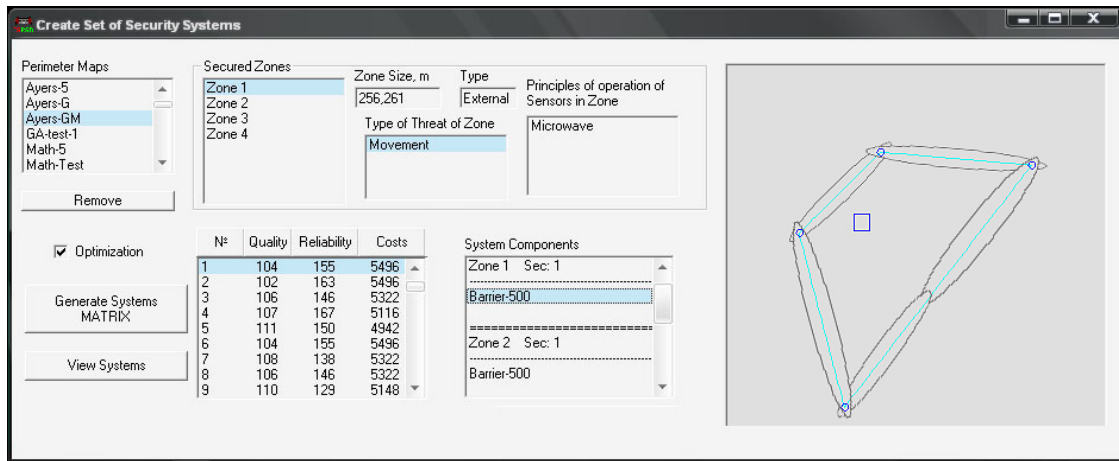 Create Set of Security Systems
Perimeter Maps
Ayers-5
Ayers-G
Ayers-GM
GA-test-1
Math-5
Math-Test
Remove
Secured Zones
Zone 1
Zone 2
Zone 3
Zone 4
Zone Size, m
256,261
Type
External
Type of Threat of Zone
Movement
Principles of operation of
Sensors in Zone
Microwave
Optimization
Generate Systems
MATRIX
View Systems
Nº Quality Reliability Costs
1 104 155 5496
2 102 163 5496
3 106 146 5322
4 107 167 5116
5 111 150 4942
6 104 155 5496
7 108 138 5322
8 106 146 5322
9 110 129 5148
System Components
Zone 1 Sec: 1
--------------------------------------------------
Barrier-500
==========================
Zone 2 Sec: 1
--------------------------------------------------
Barrier-500